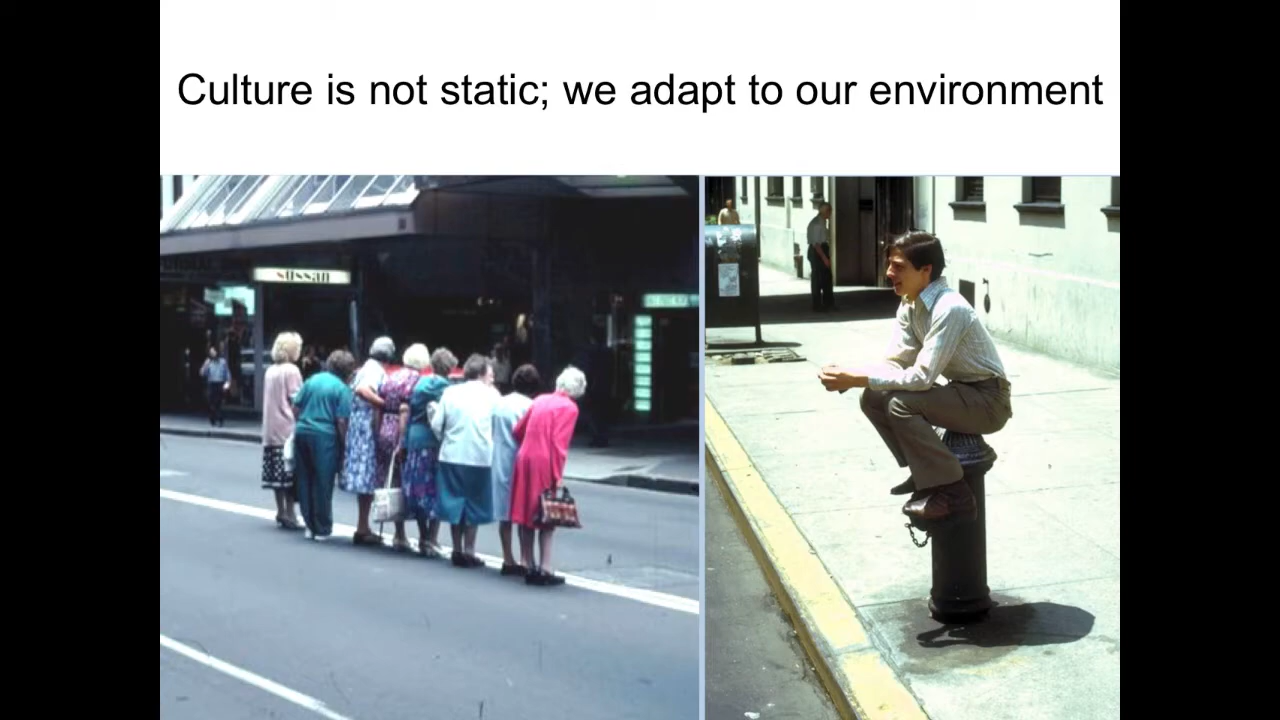 Culture is not static; we adapt to our environment
sussan